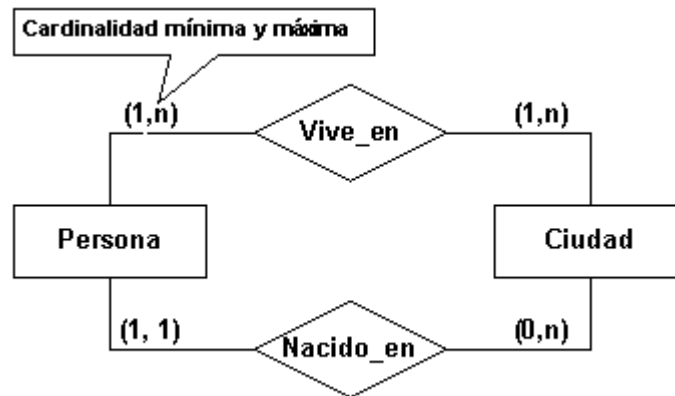 Cardinalidad mínima y máxima
(1,n)
Vive_en
(1,n)
Persona
Ciudad
(1, 1)
Nacido_en
(0,n)